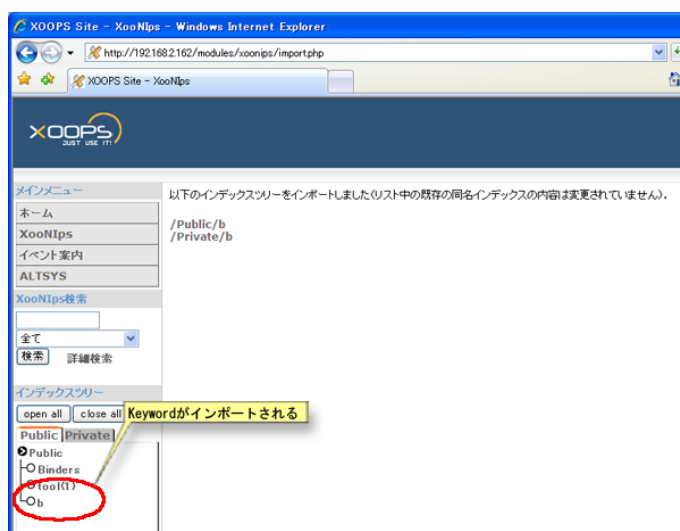 XOOPS Site - XooNIps - Windows Internet Explorer
http://192.168.2.162/modules/xoonips/import.php
XOOPS Site - XooNIps
XOOPS
JUST USE IT!
メインメニュー
ホーム
XooNIps
イベント案内
ALTSYS
XooNIps検索
全て
検索 詳細検索
インデックスツリー
open all close all
Public Private
Public
Binders
tool(1)
b
以下のインデックスツリーをインポートしました(リスト中の既存の同名インデックスの内容は変更されていません).
/Public/b
/Private/b
Keywordがインポートされる